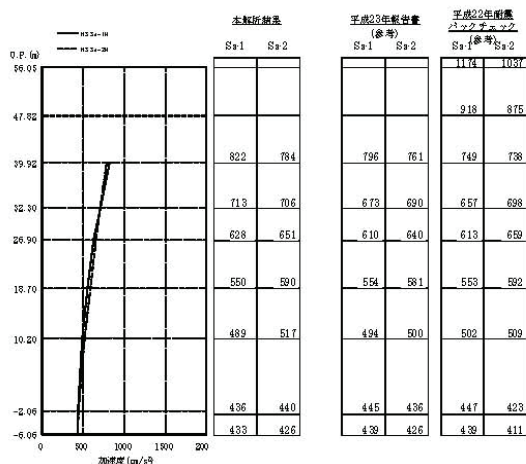 本解析結果
平成23年報告書
(参考)
平成22年耐震
バックチェック
(参考)
Ss-1 Ss-2
Ss-1 Ss-2
Ss-1 Ss-2
O.P.(m)
56.05 1174 1037
47.82 918 875
39.92 822 784 796 761 749 738
32.30 713 706 673 690 657 698
26.90 628 651 610 640 613 659
18.70 550 590 554 581 553 592
10.20 489 517 494 500 502 509
-2.06 436 440 445 436 447 423
-6.06 433 426 439 426 439 411
0 500 1000 1500 200
加速度(cm/s²)